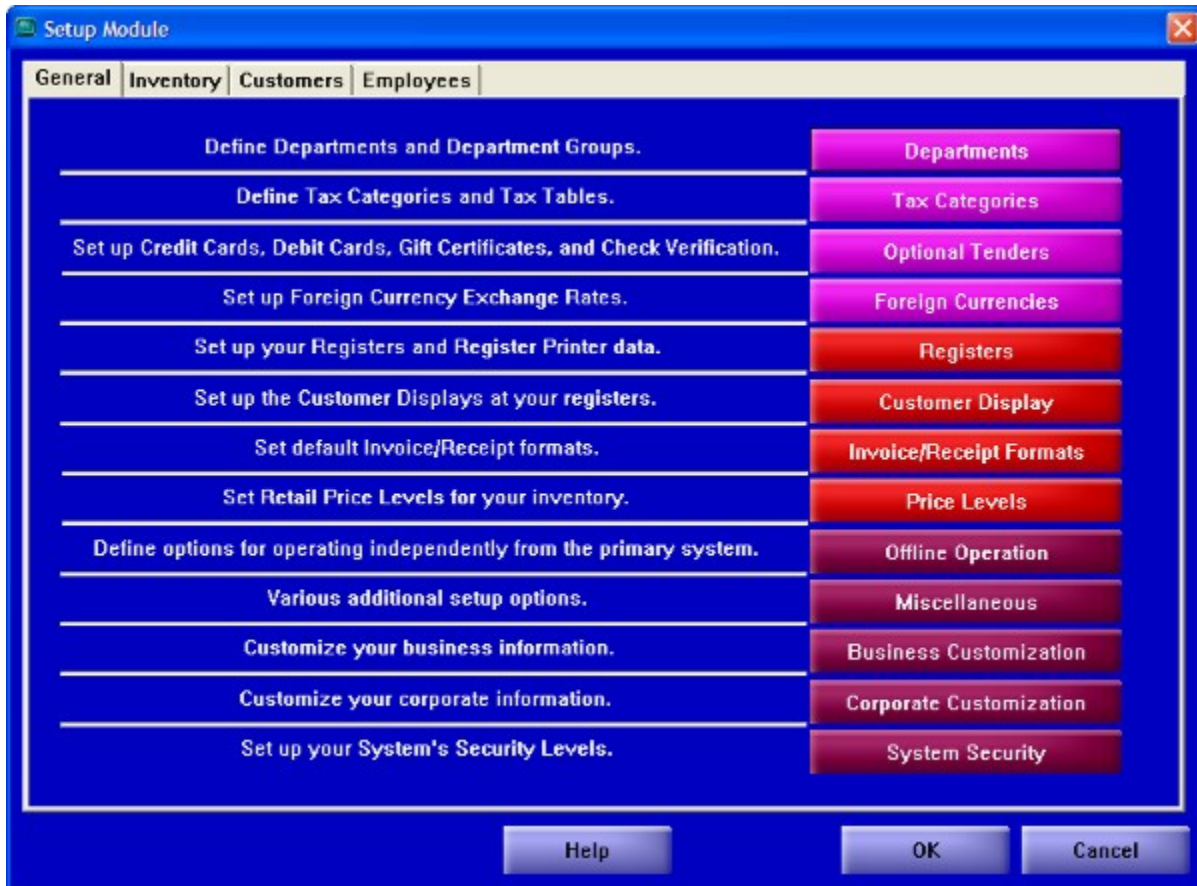 Setup Module
General Inventory Customers Employees
Define Departments and Department Groups. Departments
Define Tax Categories and Tax Tables. Tax Categories
Set up Credit Cards, Debit Cards, Gift Certificates, and Check Verification. Optional Tenders
Set up Foreign Currency Exchange Rates. Foreign Currencies
Set up your Registers and Register Printer data. Registers
Set up the Customer Displays at your registers. Customer Display
Set default Invoice/Receipt formats. Invoice/Receipt Formats
Set Retail Price Levels for your inventory. Price Levels
Define options for operating independently from the primary system. Offline Operation
Various additional setup options. Miscellaneous
Customize your business information. Business Customization
Customize your corporate information. Corporate Customization
Set up your System's Security Levels. System Security
Help OK Cancel